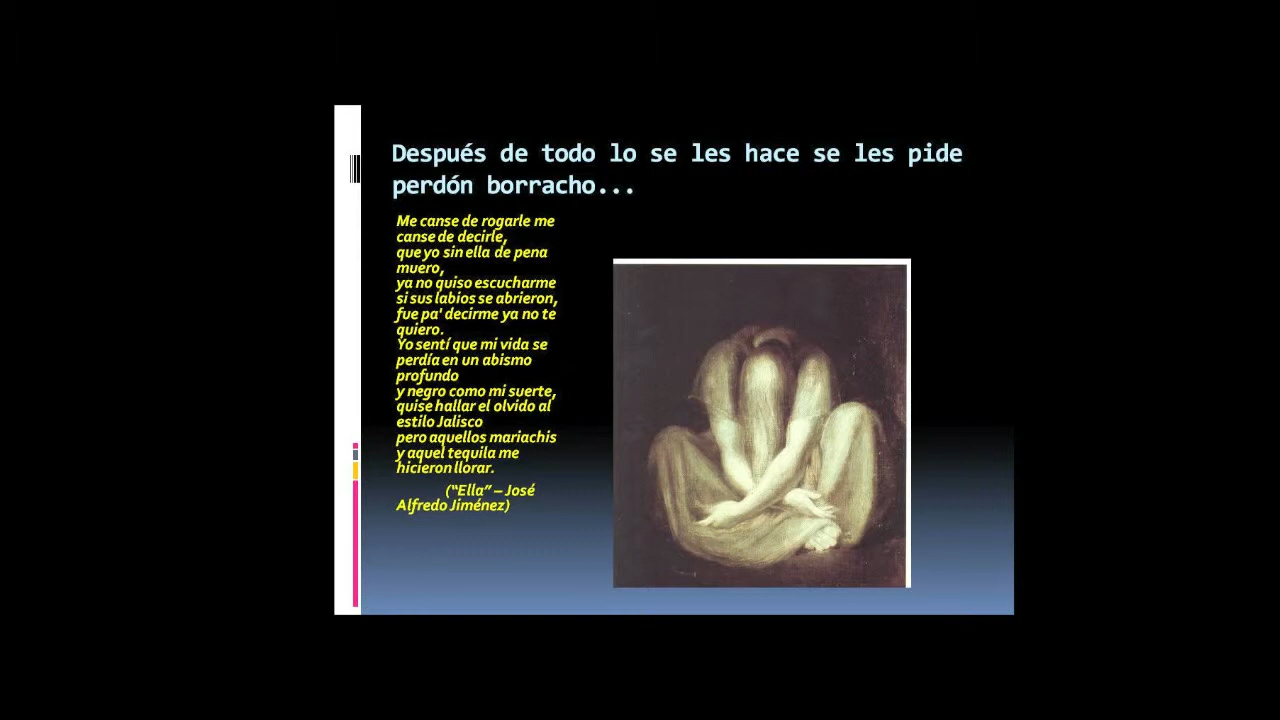 Después de todo lo se les hace se les pide
perdón borracho...
Me canse de rogarle me
canse de decirle,
que yo sin ella de pena
muero,
ya no quiso escucharme
si sus labios se abrieron,
fue pa' decirme ya no te
quiero.
Yo sentí que mi vida se
perdía en un abismo
profundo
y negro como mi suerte,
quise hallar el olvido al
estilo Jalisco
pero aquellos mariachis
y aquel tequila me
hicieron llorar.
(“Ella” – José
Alfredo Jiménez)